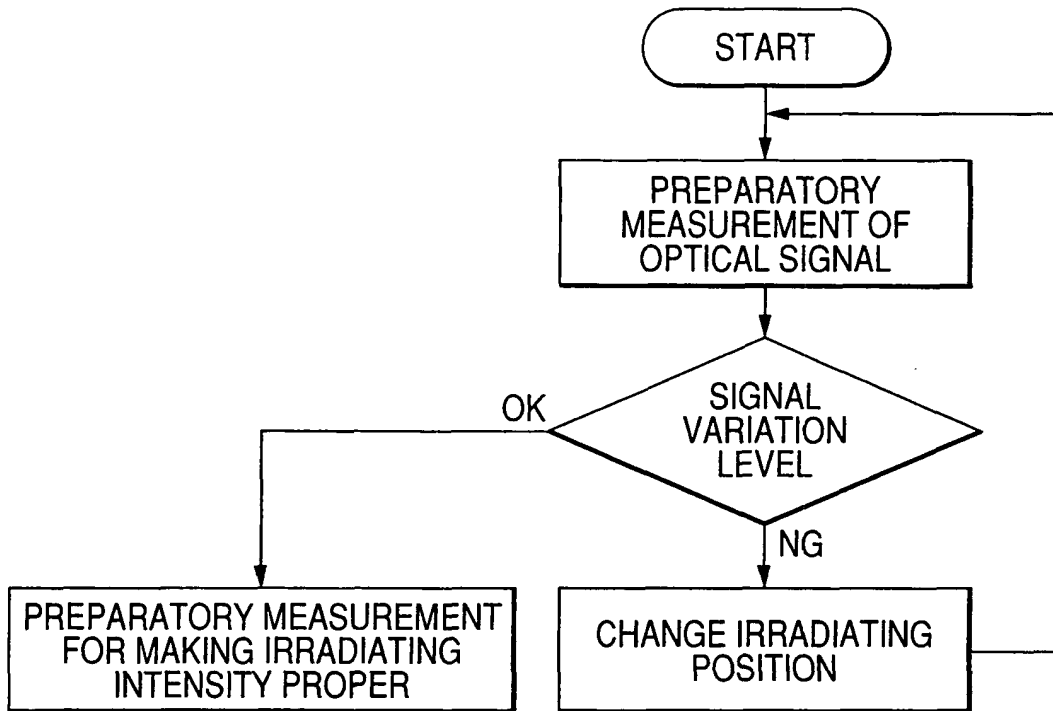 START
PREPARATORY
MEASUREMENT OF
OPTICAL SIGNAL
SIGNAL
VARIATION
LEVEL
OK
NG
PREPARATORY MEASUREMENT
FOR MAKING IRRADIATING
INTENSITY PROPER
CHANGE IRRADIATING
POSITION